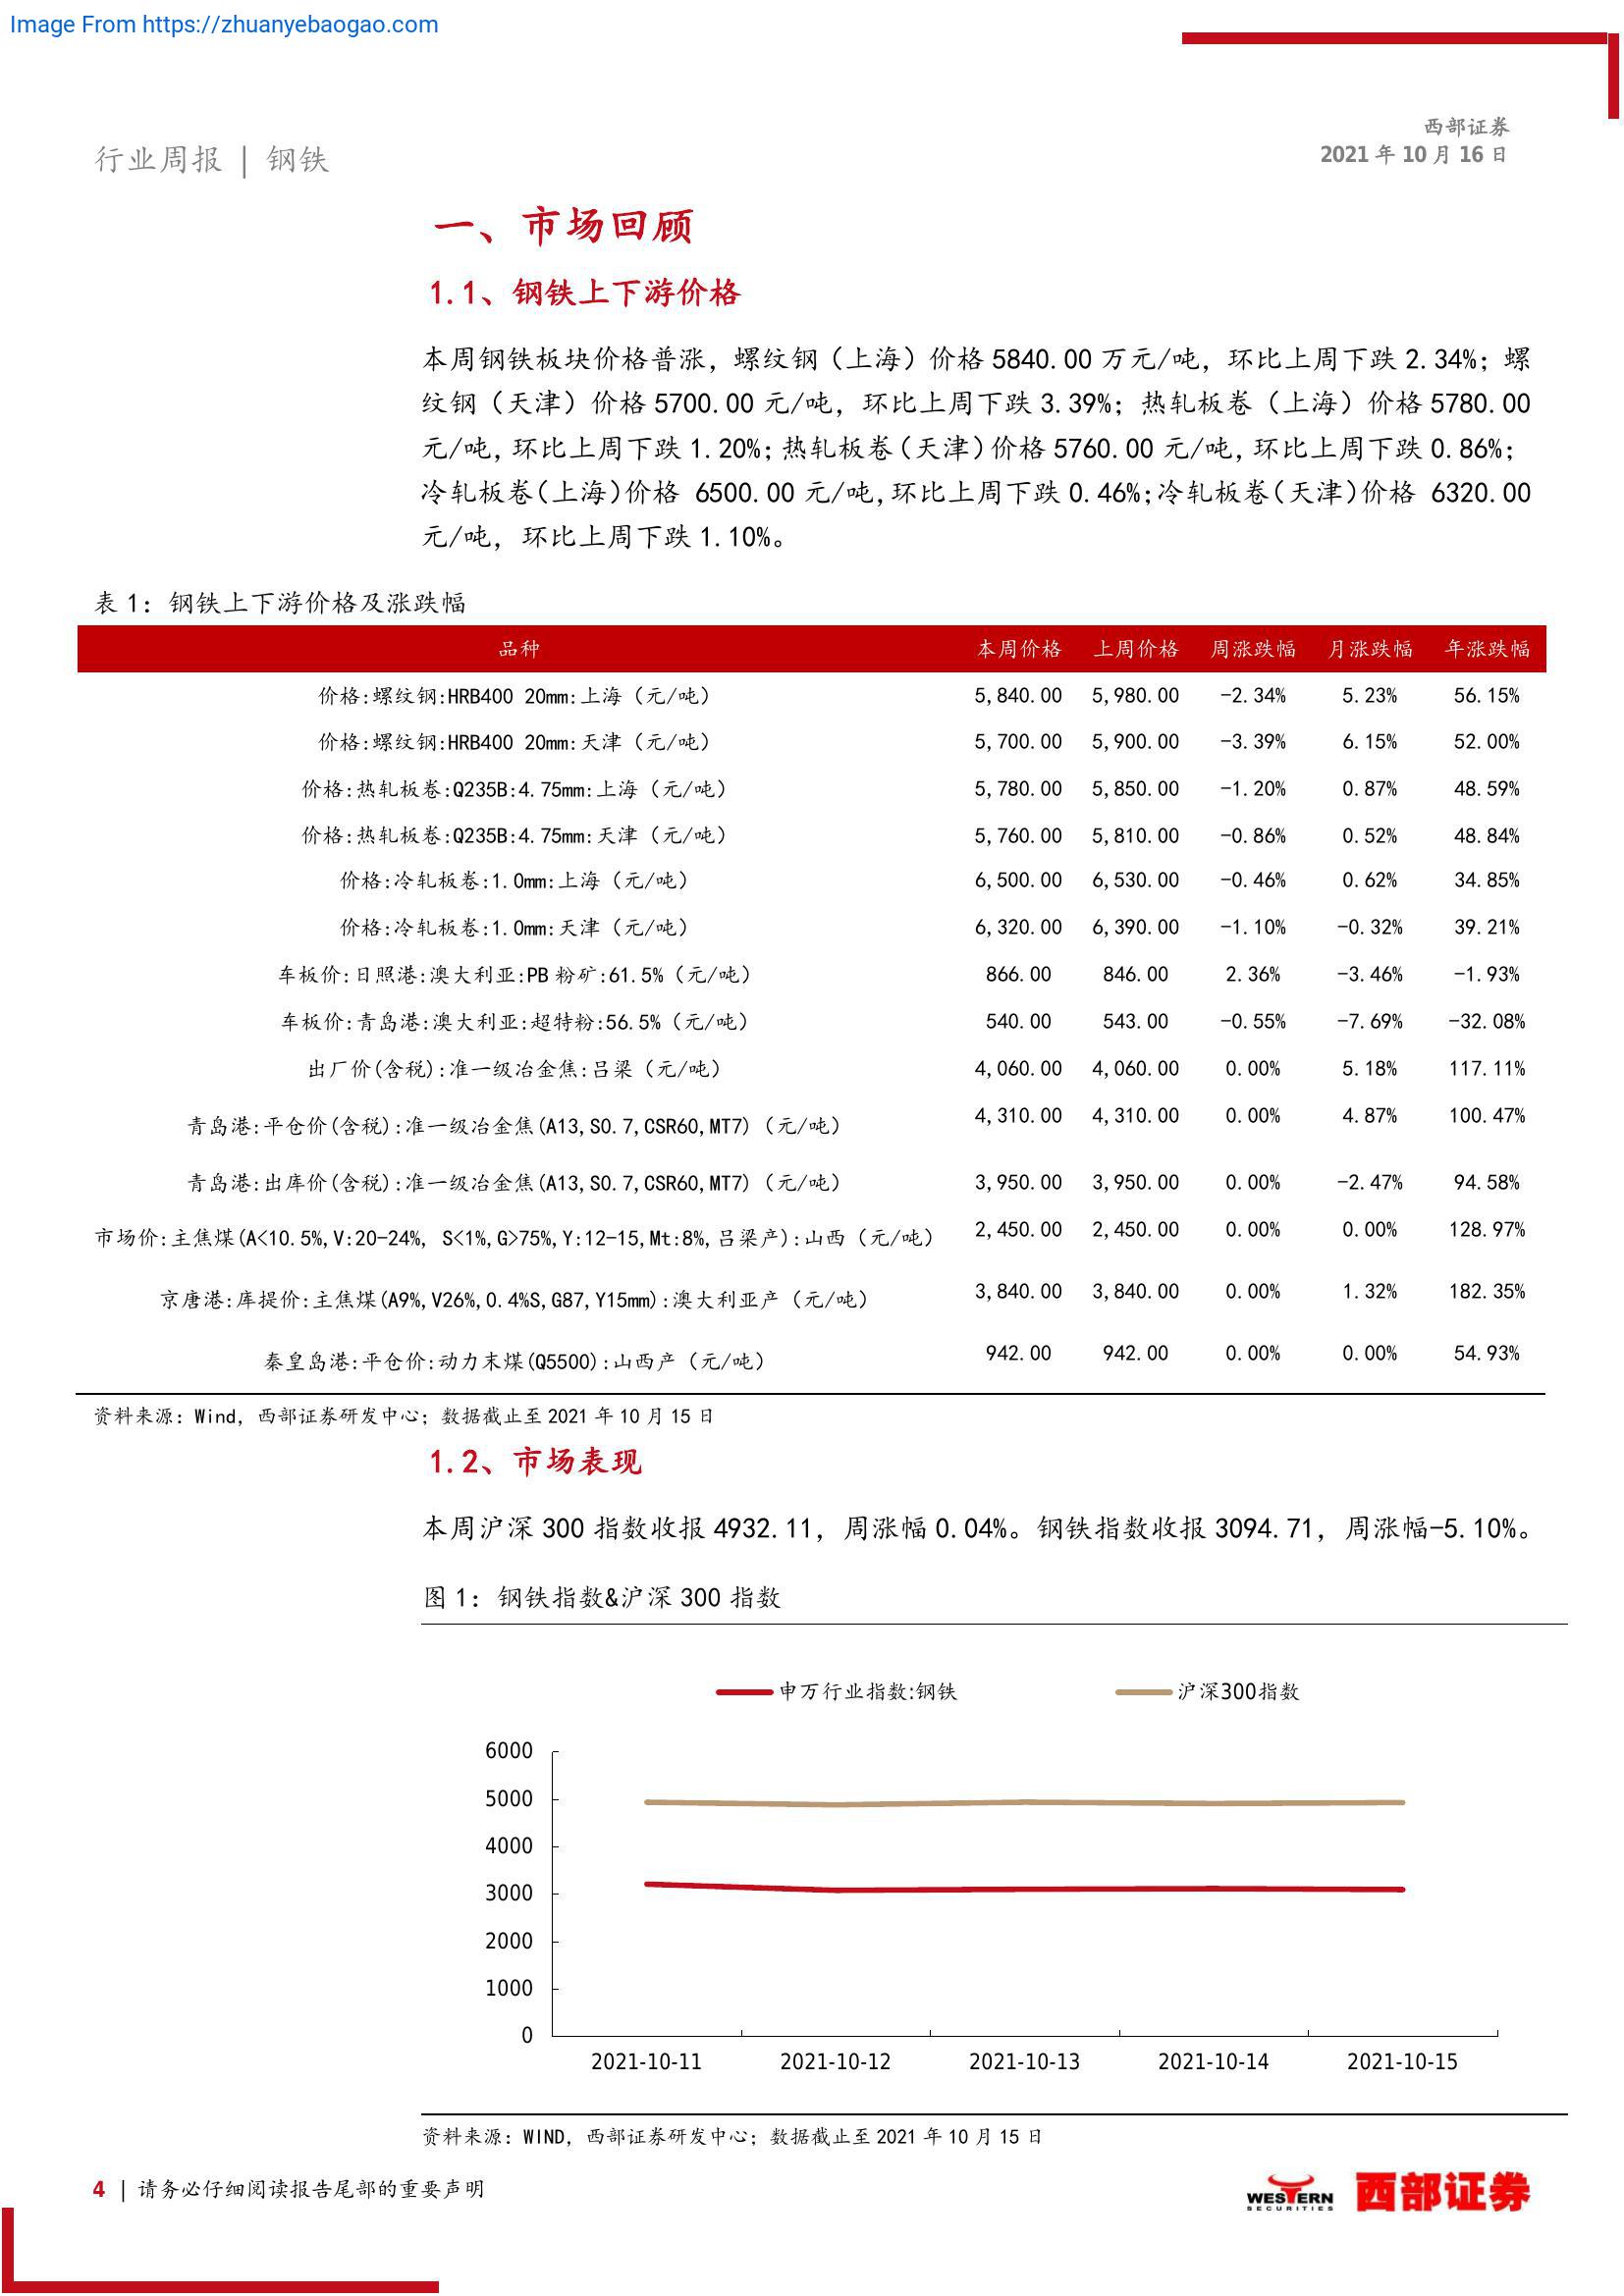 Image From https://zhuanyebaogao.com
行业周报 | 钢铁
西部证券
2021 年 10 月 16 日
一、市场回顾
1.1、钢铁上下游价格
本周钢铁板块价格普涨，螺纹钢（上海）价格 5840.00 万元/吨，环比上周下跌 2.34%；螺
纹钢（天津）价格 5700.00 元/吨，环比上周下跌 3.39%；热轧板卷（上海）价格 5780.00
元/吨，环比上周下跌 1.20%；热轧板卷（天津）价格 5760.00 元/吨，环比上周下跌 0.86%；
冷轧板卷（上海）价格 6500.00 元/吨，环比上周下跌 0.46%；冷轧板卷（天津）价格 6320.00
元/吨，环比上周下跌 1.10%。
表 1：钢铁上下游价格及涨跌幅
品种 本周价格 上周价格 周涨跌幅 月涨跌幅 年涨跌幅
价格:螺纹钢:HRB400 20mm:上海（元/吨） 5,840.00 5,980.00 -2.34% 5.23% 56.15%
价格:螺纹钢:HRB400 20mm:天津（元/吨） 5,700.00 5,900.00 -3.39% 6.15% 52.00%
价格:热轧板卷:Q235B:4.75mm:上海（元/吨） 5,780.00 5,850.00 -1.20% 0.87% 48.59%
价格:热轧板卷:Q235B:4.75mm:天津（元/吨） 5,760.00 5,810.00 -0.86% 0.52% 48.84%
价格:冷轧板卷:1.0mm:上海（元/吨） 6,500.00 6,530.00 -0.46% 0.62% 34.85%
价格:冷轧板卷:1.0mm:天津（元/吨） 6,320.00 6,390.00 -1.10% -0.32% 39.21%
车板价:日照港:澳大利亚:PB 粉矿:61.5%（元/吨） 866.00 846.00 2.36% -3.46% -1.93%
车板价:青岛港:澳大利亚:超特粉:56.5%（元/吨） 540.00 543.00 -0.55% -7.69% -32.08%
出厂价(含税):准一级冶金焦:吕梁（元/吨） 4,060.00 4,060.00 0.00% 5.18% 117.11%
青岛港:平仓价(含税):准一级冶金焦(A13,S0.7,CSR60,MT7)（元/吨） 4,310.00 4,310.00 0.00% 4.87% 100.47%
青岛港:出库价(含税):准一级冶金焦(A13,S0.7,CSR60,MT7)（元/吨） 3,950.00 3,950.00 0.00% -2.47% 94.58%
市场价:主焦煤(A<10.5%,V:20-24%, S<1%,G>75%,Y:12-15,Mt:8%,吕梁产):山西（元/吨） 2,450.00 2,450.00 0.00% 0.00% 128.97%
京唐港:库提价:主焦煤(A9%,V26%,0.4%S,G87,Y15mm):澳大利亚产（元/吨） 3,840.00 3,840.00 0.00% 1.32% 182.35%
秦皇岛港:平仓价:动力末煤(Q5500):山西产（元/吨） 942.00 942.00 0.00% 0.00% 54.93%
资料来源：Wind，西部证券研发中心；数据截止至 2021 年 10 月 15 日
1.2、市场表现
本周沪深 300 指数收报 4932.11，周涨幅 0.04%。钢铁指数收报 3094.71，周涨幅-5.10%。
图 1：钢铁指数&沪深 300 指数
申万行业指数:钢铁 沪深300指数
6000
5000
4000
3000
2000
1000
0
2021-10-11 2021-10-12 2021-10-13 2021-10-14 2021-10-15
资料来源：WIND，西部证券研发中心；数据截止至 2021 年 10 月 15 日
4 | 请务必仔细阅读报告尾部的重要声明
WESTERN
SECURITIES
西部证券